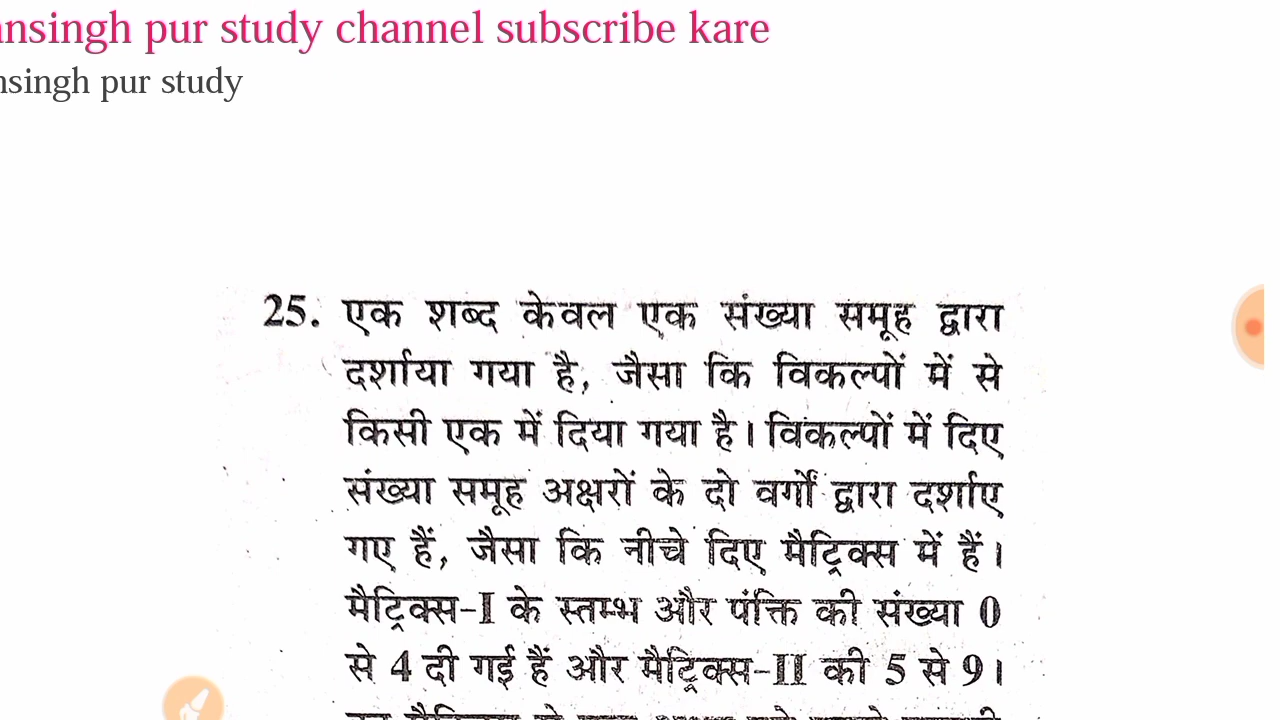 nsingh pur study channel subscribe kare
nsingh pur study
25. एक शब्द केवल एक संख्या समूह द्वारा
दर्शाया गया है, जैसा कि विकल्पों में से
किसी एक में दिया गया है। विकल्पों में दिए
संख्या समूह अक्षरों के दो वर्गों द्वारा दर्शाए
गए हैं, जैसा कि नीचे दिए मैट्रिक्स में हैं।
मैट्रिक्स-I के स्तम्भ और पंक्ति की संख्या 0
से 4 दी गई हैं और मैट्रिक्स-II की 5 से 9।